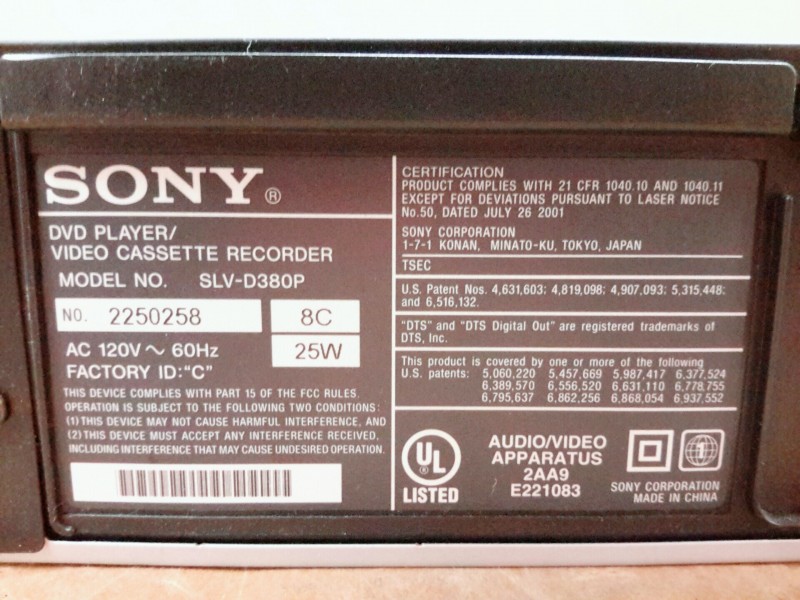 SONY®
DVD PLAYER/
VIDEO CASSETTE RECORDER
MODEL NO. SLV-D380P
NO. 2250258
8C
AC 120V ~ 60Hz
25W
FACTORY ID:"C"
THIS DEVICE COMPLIES WITH PART 15 OF THE FCC RULES.
OPERATION IS SUBJECT TO THE FOLLOWING TWO CONDITIONS:
(1)THIS DEVICE MAY NOT CAUSE HARMFUL INTERFERENCE, AND
(2)THIS DEVICE MUST ACCEPT ANY INTERFERENCE RECEIVED,
INCLUDING INTERFERENCE THAT MAY CAUSE UNDESIRED OPERATION.
CERTIFICATION
PRODUCT COMPLIES WITH 21 CFR 1040.10 AND 1040.11
EXCEPT FOR DEVIATIONS PURSUANT TO LASER NOTICE
No.50, DATED JULY 26 2001
SONY CORPORATION
1-7-1 KONAN, MINATO-KU, TOKYO, JAPAN
TSEC
U.S. Patent Nos. 4,631,603; 4,819,098; 4,907,093; 5,315,448;
and 6,516,132.
"DTS" and "DTS Digital Out" are registered trademarks of
DTS, Inc.
This product is covered by one or more of the following
U.S. patents: 5,060,220 5,457,669 5,987,417 6,377,524
6,389,570 6,556,520 6,631,110 6,778,755
6,795,637 6,862,256 6,868,054 6,937,552
UL®
LISTED
AUDIO/VIDEO
APPARATUS
2AA9
E221083
1
SONY CORPORATION
MADE IN CHINA